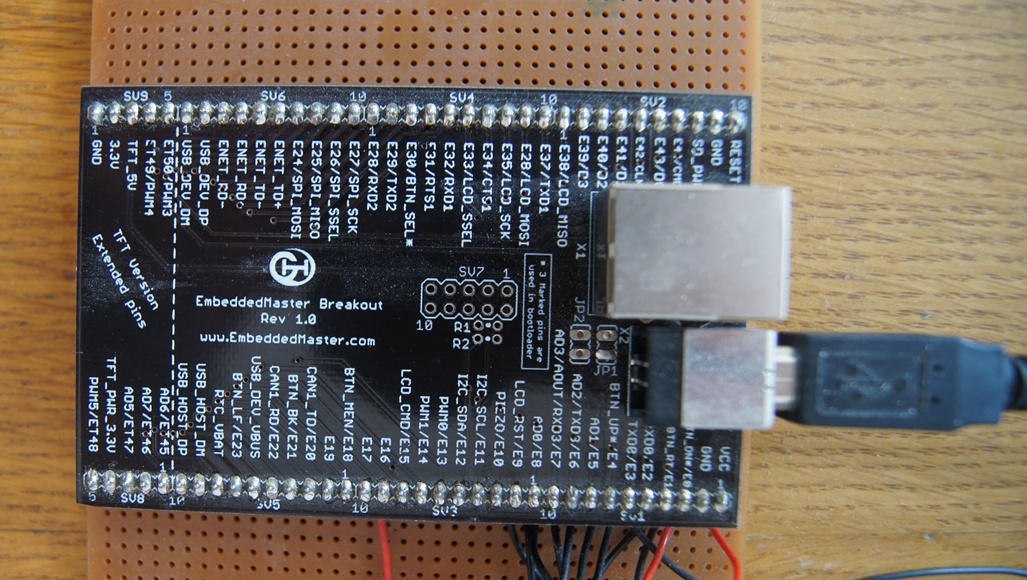 RESET
GND
E40/D2
E39/D3
E38/LCD_MISO
E37/TXD1
E28/LCD_MOSI
E35/LCD_SCK
E34/CTS1
E33/LCD_SSEL
E32/RXD1
E31/RTS1
E30/BTN_SEL*
E29/TXD2
E28/RXD2
E27/SPI_SCK
E26/SPI_SSEL
E25/SPI_MISO
E24/SPI_MOSI
ENET_TD+
ENET_TD-
ENET_RD+
ENET_RD-
USB_DEV_DP
USB_DEV_DM
ET50/PWM3
ET49/PWM4
TFT_5V
3.3V
GND
SV2
SV4
SV6
SV9
X1
X2
JP1
JP2
* 3 Marked pins are
used in bootloader
SV7
1
10
R1
R2
EmbeddedMaster Breakout
Rev 1.0
www.EmbeddedMaster.com
TFT Version
Extended pins
VCC
GND
BTN_RT/E1
TXD0/E3
BTN_UP*/E4
AD1/E5
AD2/TXD3/E6
AD3/AOUT/RXD3/E7
AD0/E8
LCD_RST/E9
PIEZO/E10
I2C_SCL/E11
I2C_SDA/E12
PWM0/E13
PWM1/E14
LCD_CMD/E15
E16
E17
BTN_MEN/E18
E19
CAN1_TD/E20
BTN_BK/E21
CAN1_RD/E22
USB_DEV_VBUS
BTN_LF/E23
RTC_VBAT
USB_HOST_DM
USB_HOST_DP
AD6/ET45
AD7/ET46
AD5/ET47
TFT_PWR_3.3V
PWM5/ET48
SV1
SV3
SV5
SV8